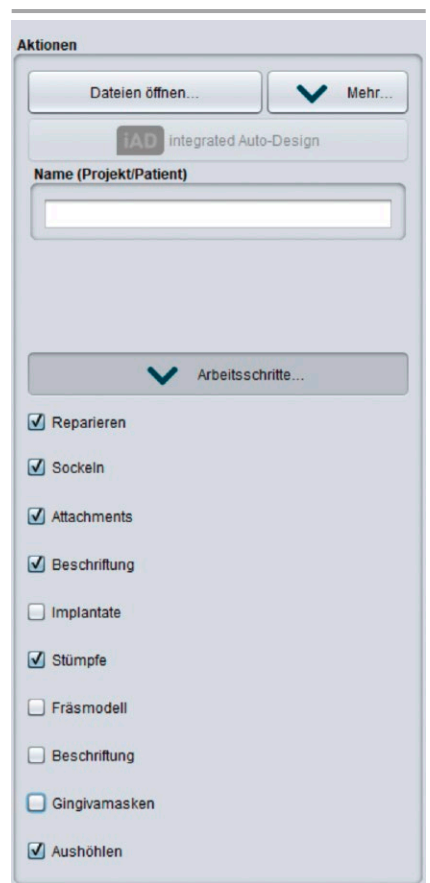 Aktionen
Dateien öffnen... Mehr...
iAD integrated Auto-Design
Name (Projekt/Patient)
Arbeitsschritte...
Reparieren
Sockeln
Attachments
Beschriftung
Implantate
Stümpfe
Fräsmodell
Beschriftung
Gingivamasken
Aushöhlen